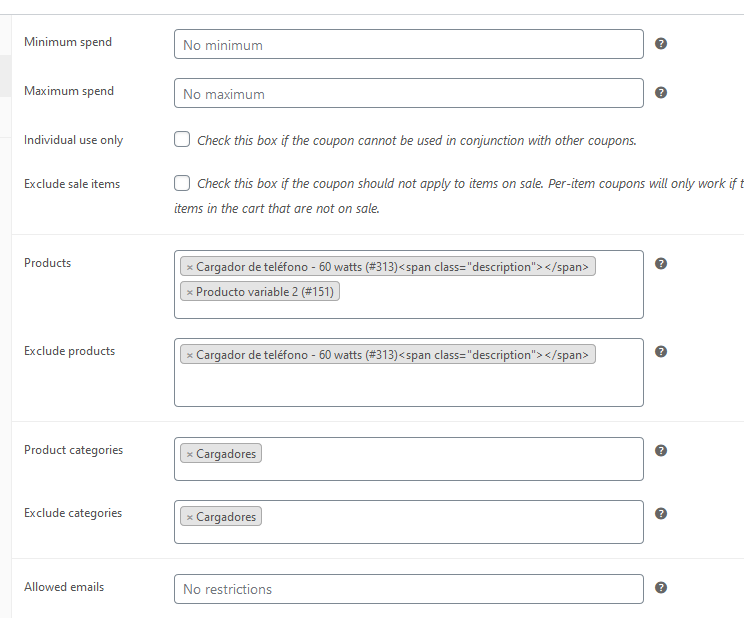 Minimum spend
No minimum
Maximum spend
No maximum
Individual use only
Check this box if the coupon cannot be used in conjunction with other coupons.
Exclude sale items
Check this box if the coupon should not apply to items on sale. Per-item coupons will only work if
items in the cart that are not on sale.
Products
× Cargador de teléfono - 60 watts (#313)<span class="description"></span>
× Producto variable 2 (#151)
Exclude products
× Cargador de teléfono - 60 watts (#313)<span class="description"></span>
Product categories
× Cargadores
Exclude categories
× Cargadores
Allowed emails
No restrictions